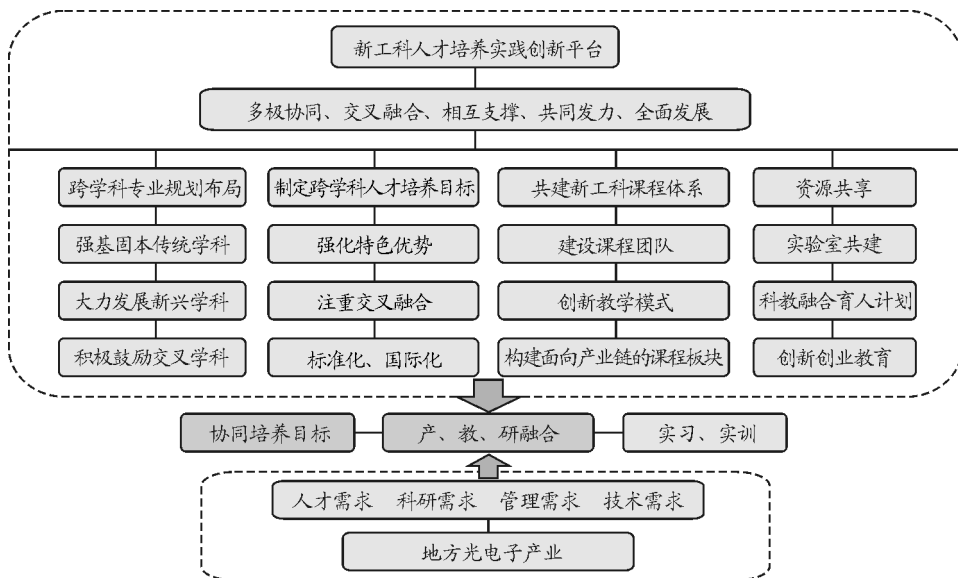 新工科人才培养实践创新平台
多极协同、交叉融合、相互支撑、共同发力、全面发展
跨学科专业规划布局
制定跨学科人才培养目标
共建新工科课程体系
资源共享
强基固本传统学科
强化特色优势
建设课程团队
实验室共建
大力发展新兴学科
注重交叉融合
创新教学模式
科教融合育人计划
积极鼓励交叉学科
标准化、国际化
构建面向产业链的课程板块
创新创业教育
协同培养目标
产、教、研融合
实习、实训
人才需求 科研需求 管理需求 技术需求
地方光电子产业